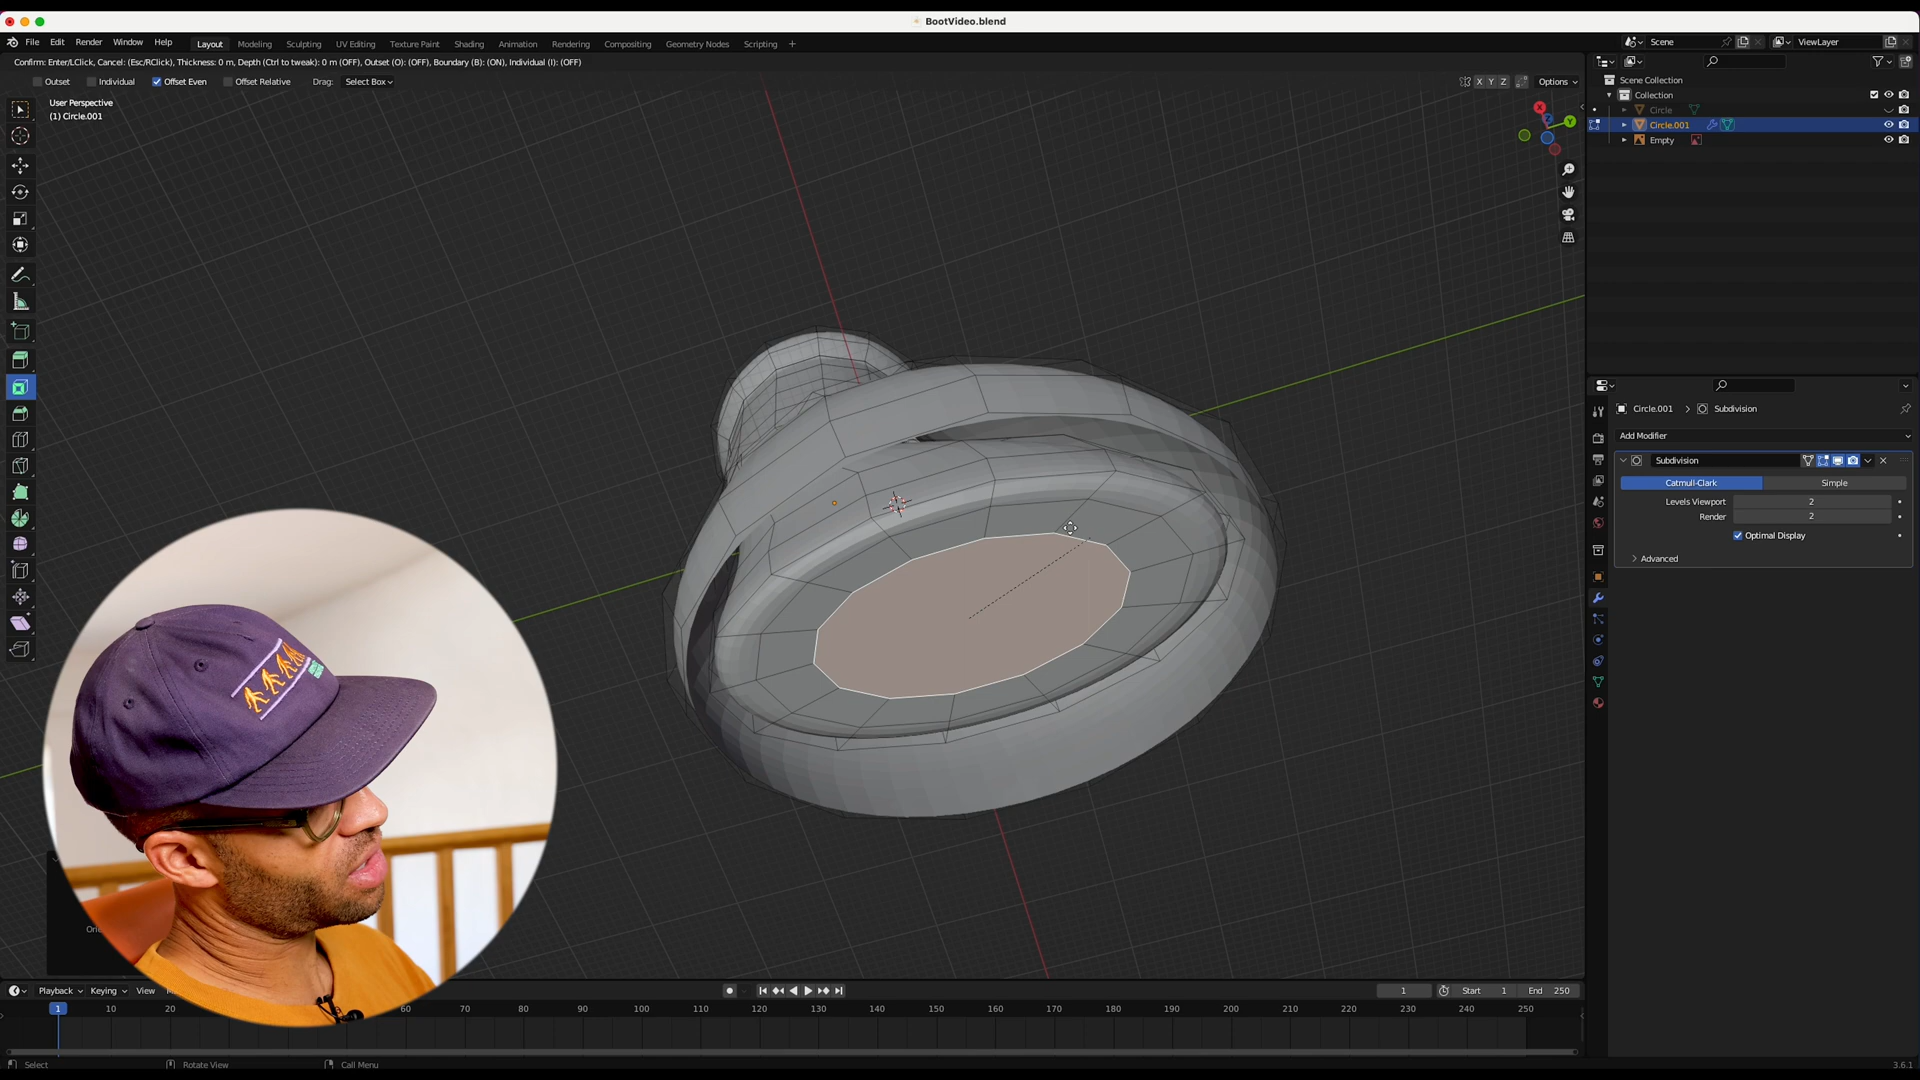 BootVideo.blend
File Edit Render Window Help Layout Modeling Sculpting UV Editing Texture Paint Shading Animation Rendering Compositing Geometry Nodes Scripting + Scene ViewLayer
Confirm: Enter/LClick, Cancel: (Esc/RClick), Thickness: 0 m, Depth (Ctrl to tweak): 0 m (OFF), Outset (O): (OFF), Boundary (B): (ON), Individual (I): (OFF)
Outset Individual Offset Even Offset Relative Drag: Select Box X Y Z Options
User Perspective
(1) Circle.001
X
Y
Z
Scene Collection
Collection
Circle
Circle.001
Empty
Circle.001 > Subdivision
Add Modifier
Subdivision
Catmull-Clark Simple
Levels Viewport 2
Render 2
Optimal Display
Advanced
On
Playback Keying View 1 Start 1 End 250
1 10 20 60 70 80 90 100 110 120 130 140 150 160 170 180 190 200 210 220 230 240 250
Select Rotate View Call Menu 3.6.1